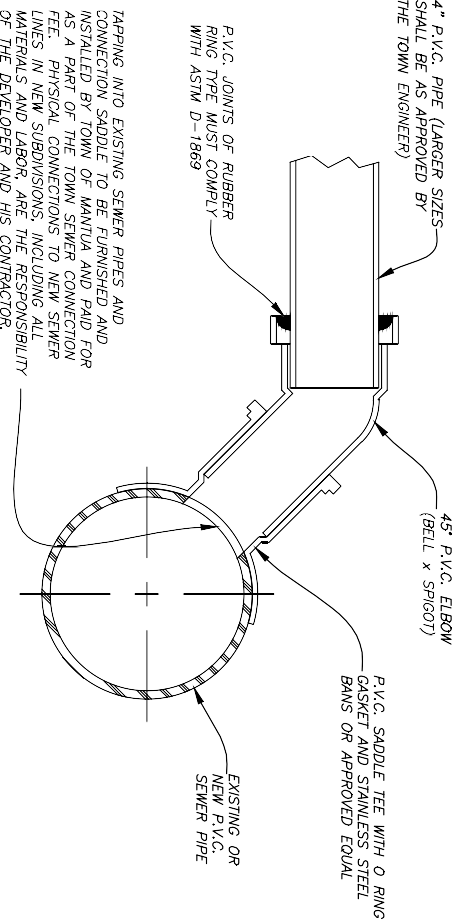 4" P.V.C. PIPE (LARGER SIZES
SHALL BE AS APPROVED BY
THE TOWN ENGINEER)
45° P.V.C. ELBOW
(BELL x SPIGOT)
P.V.C. JOINTS OF RUBBER
RING TYPE MUST COMPLY
WITH ASTM D-1869
P.V.C. SADDLE TEE WITH O RING
GASKET AND STAINLESS STEEL
BANS OR APPROVED EQUAL
TAPPING INTO EXISTING SEWER PIPES AND
CONNECTION SADDLE TO BE FURNISHED AND
INSTALLED BY TOWN OF MANTUA AND PAID FOR
AS A PART OF THE TOWN SEWER CONNECTION
FEE. PHYSICAL CONNECTIONS TO NEW SEWER
LINES IN NEW SUBDIVISIONS, INCLUDING ALL
MATERIALS AND LABOR, ARE THE RESPONSIBILITY
OF THE DEVELOPER AND HIS CONTRACTOR.
EXISTING OR
NEW P.V.C.
SEWER PIPE